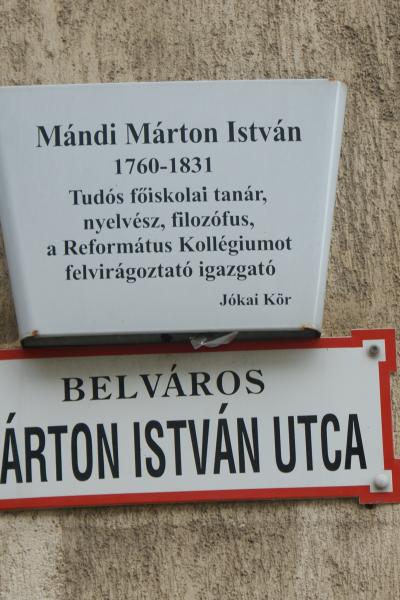 Mándi Márton István
1760-1831
Tudós főiskolai tanár,
nyelvész, filozófus,
a Református Kollégiumot
felvirágoztató igazgató
Jókai Kör
BELVÁROS
ÁRTON ISTVÁN UTCA